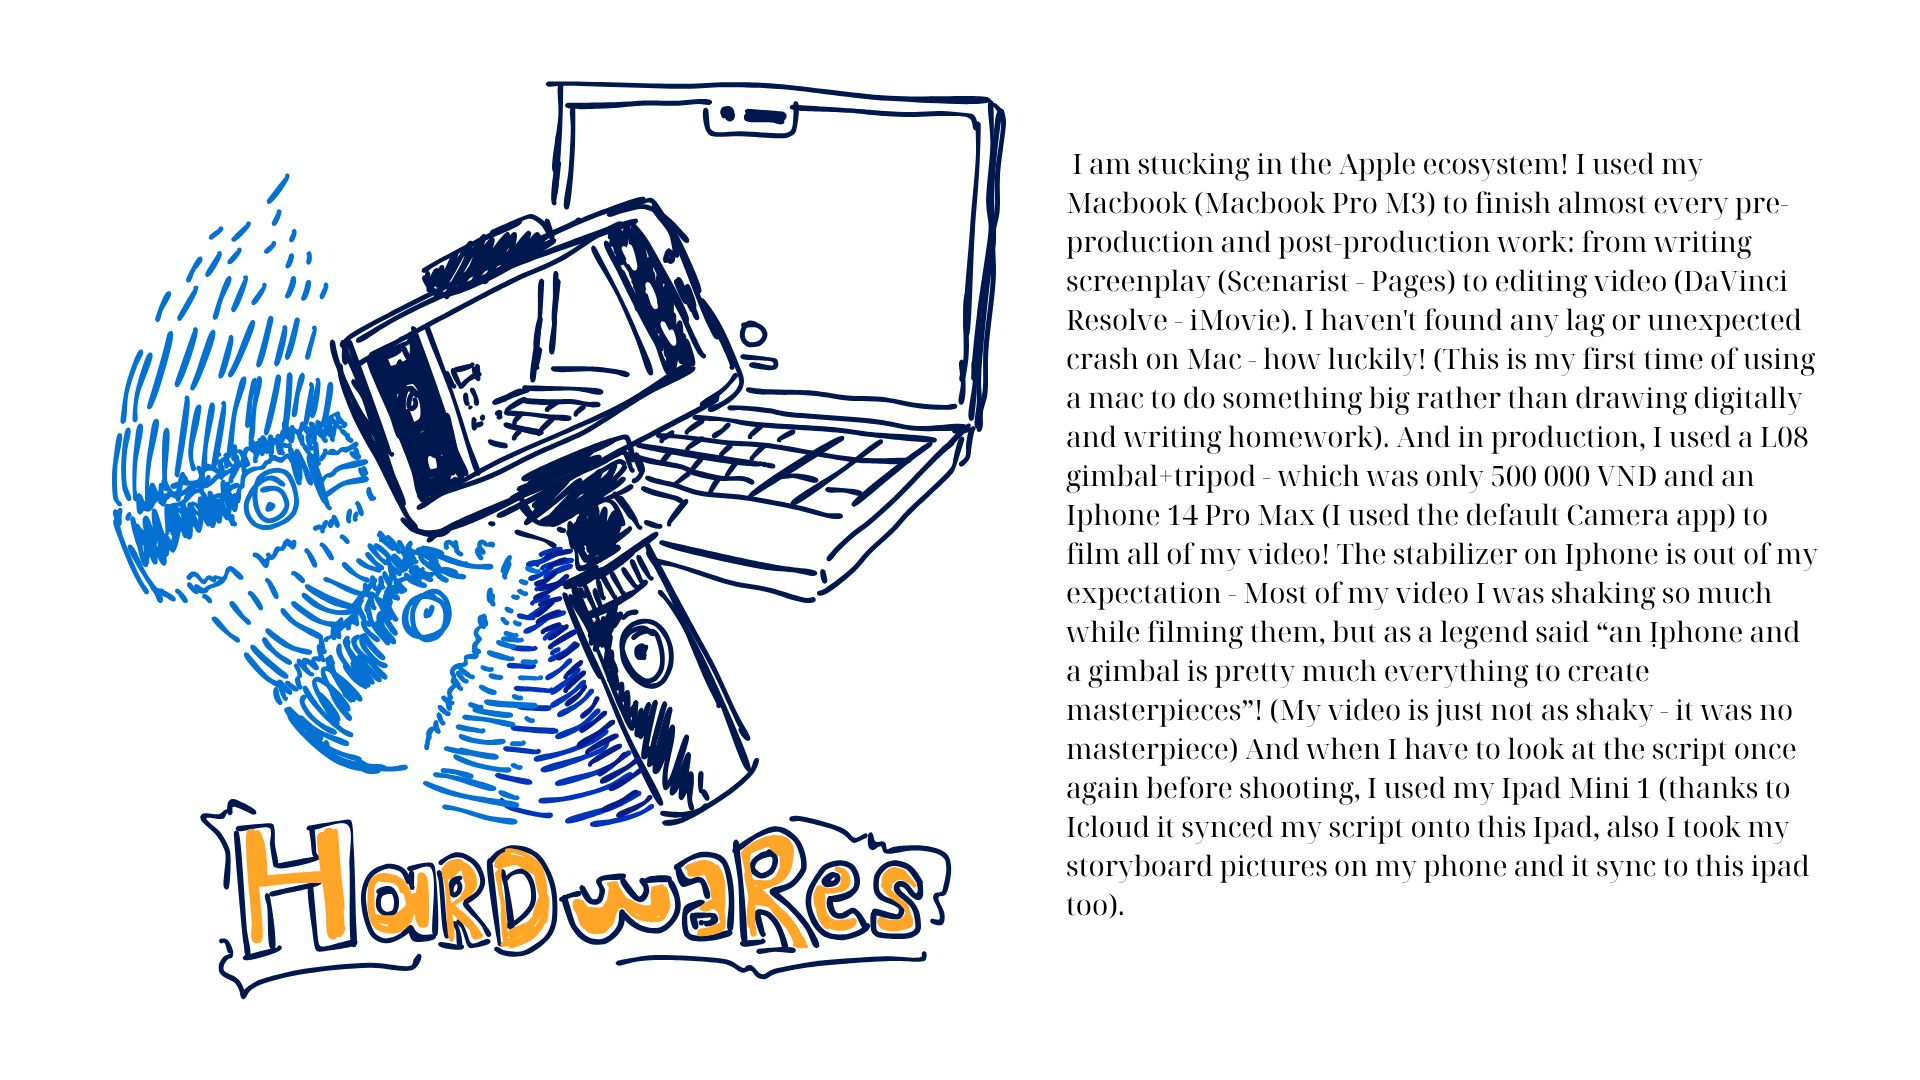 I am stucking in the Apple ecosystem! I used my
Macbook (Macbook Pro M3) to finish almost every pre-
production and post-production work: from writing
screenplay (Scenarist - Pages) to editing video (DaVinci
Resolve - iMovie). I haven't found any lag or unexpected
crash on Mac - how luckily! (This is my first time of using
a mac to do something big rather than drawing digitally
and writing homework). And in production, I used a L08
gimbal+tripod - which was only 500 000 VND and an
Iphone 14 Pro Max (I used the default Camera app) to
film all of my video! The stabilizer on Iphone is out of my
expectation - Most of my video I was shaking so much
while filming them, but as a legend said “an Ịphone and
a gimbal is pretty much everything to create
masterpieces”! (My video is just not as shaky - it was no
masterpiece) And when I have to look at the script once
again before shooting, I used my Ipad Mini 1 (thanks to
Icloud it synced my script onto this Ipad, also I took my
storyboard pictures on my phone and it sync to this ipad
too).
HaRDwaRes